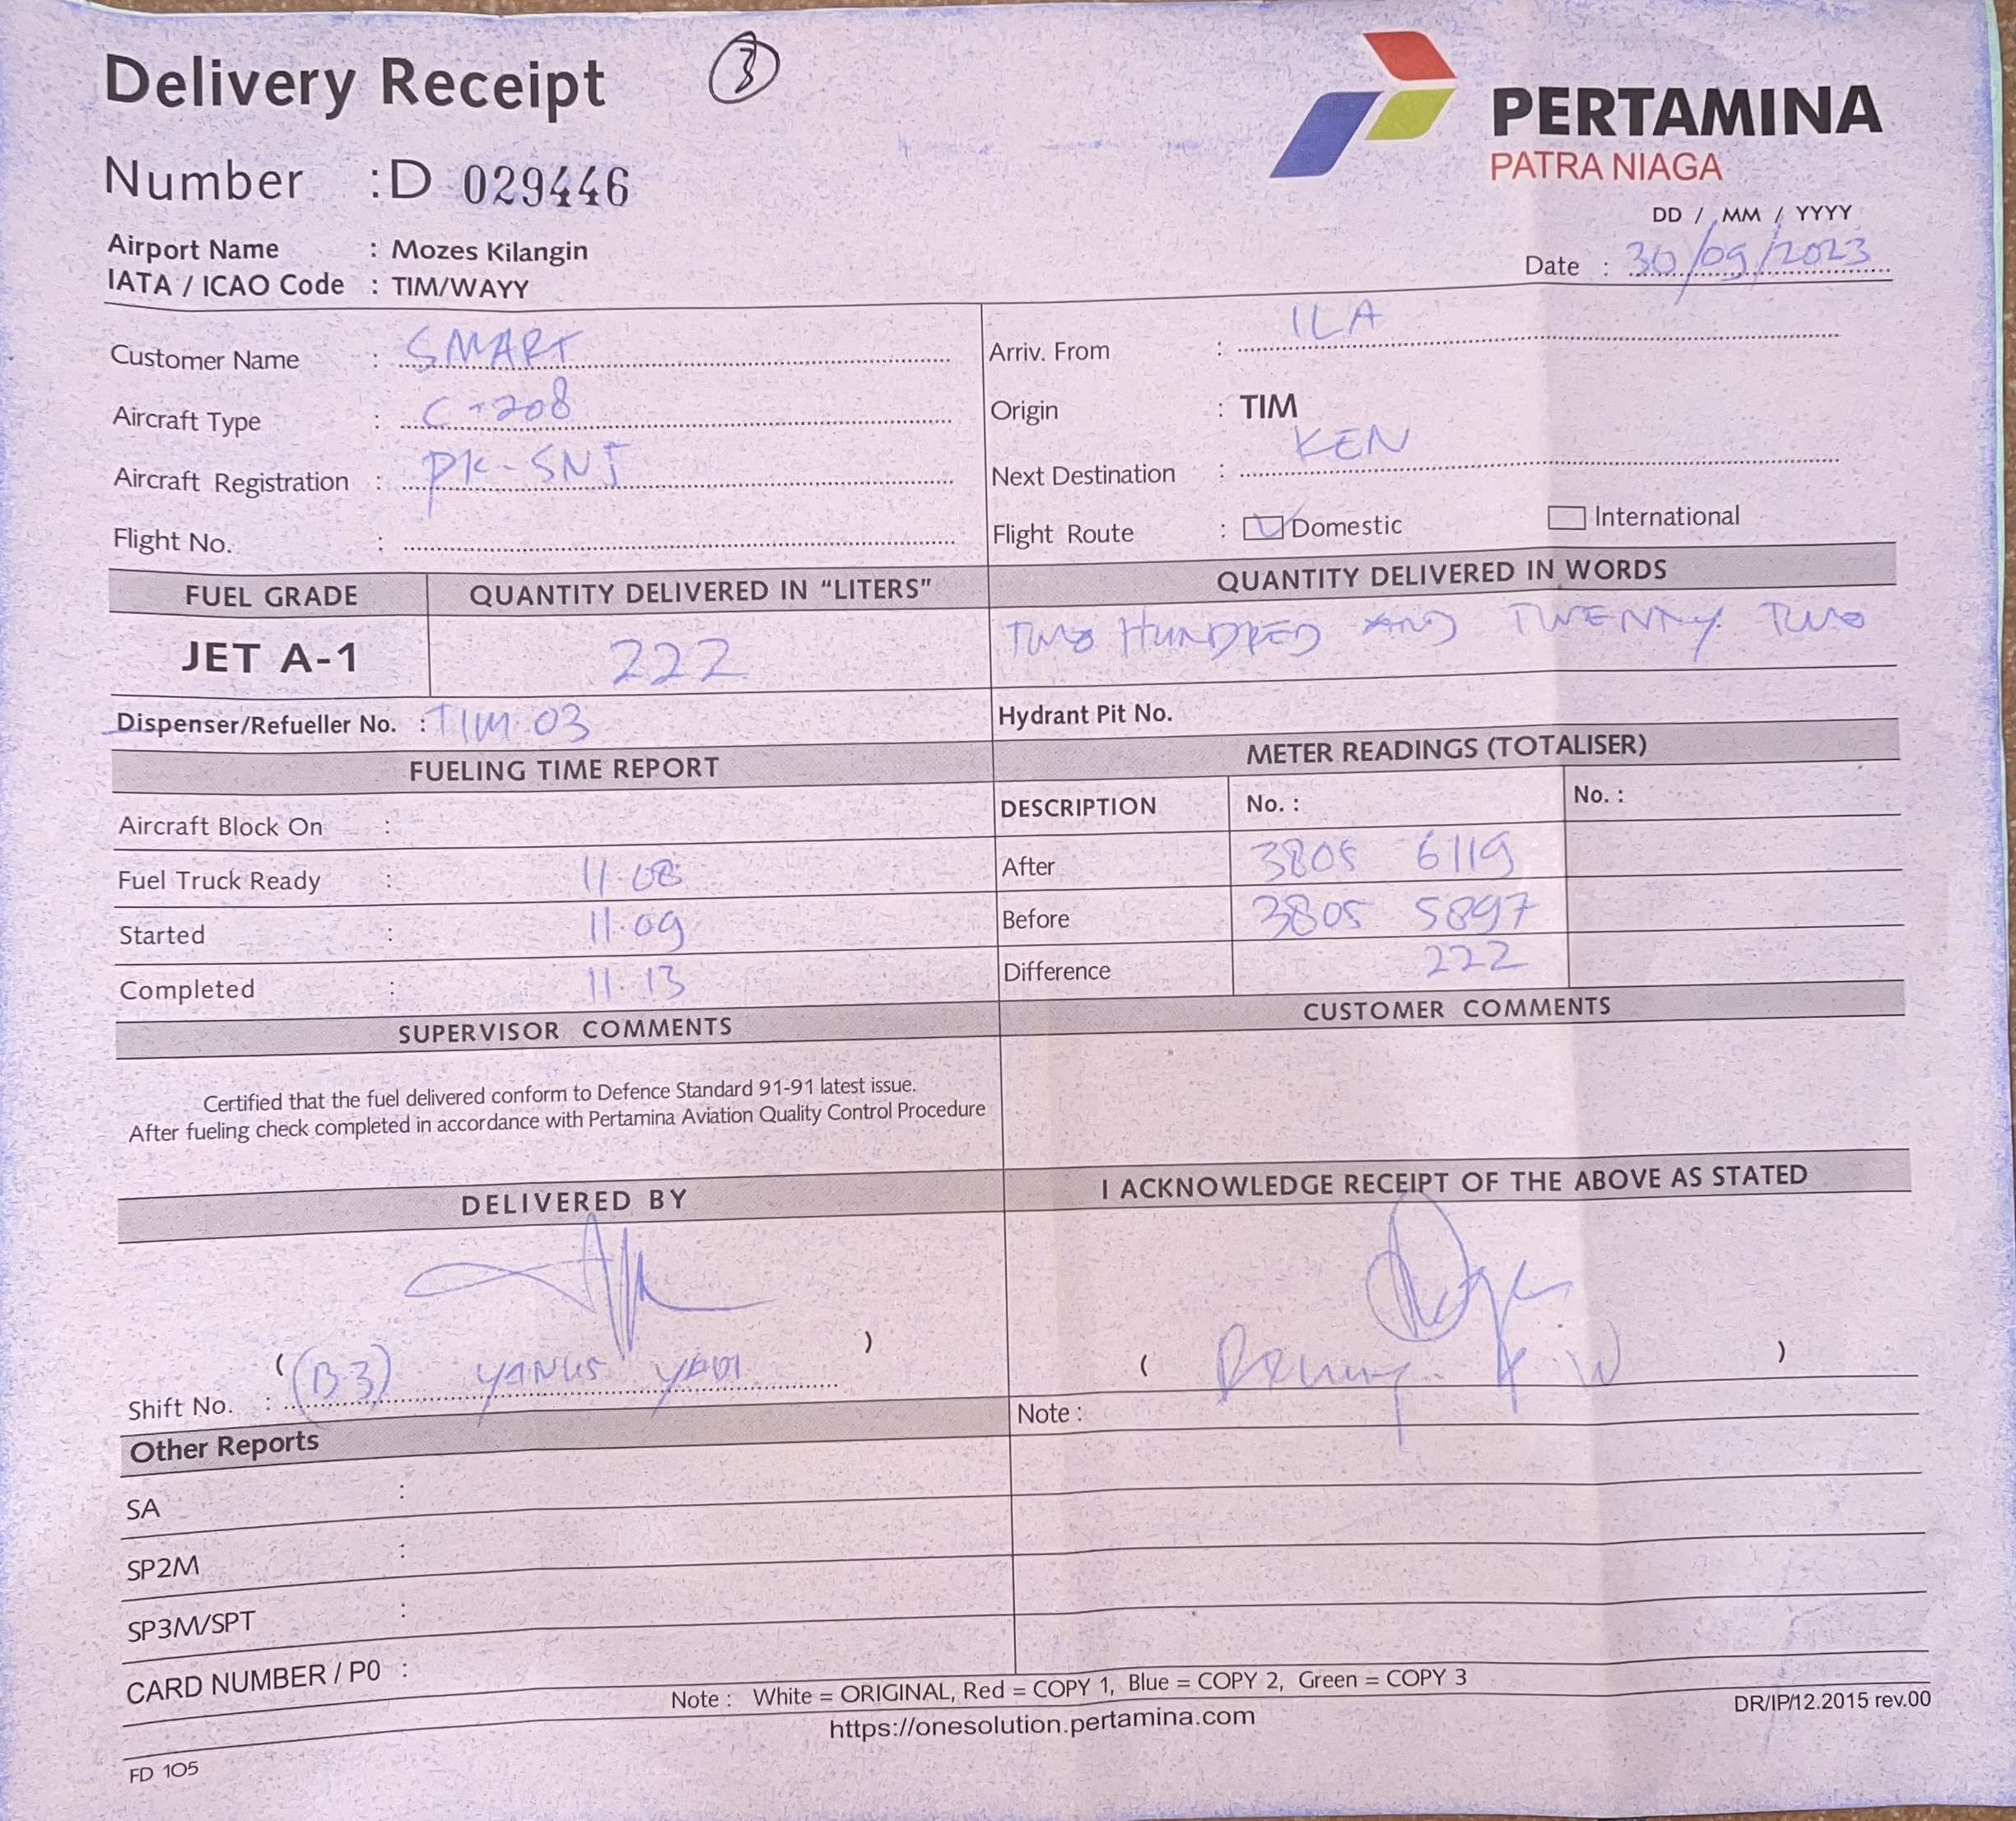 Delivery Receipt 3
PERTAMINA
PATRA NIAGA
Number : D 029446
DD / MM / YYYY
Date : 30/09/2023
Airport Name : Mozes Kilangin
IATA / ICAO Code : TIM/WAYY
Customer Name : SMART
Arriv. From : ILA
Aircraft Type : C-208
Origin : TIM
Aircraft Registration : PK-SNJ
Next Destination : KEN
Flight No. :
Flight Route : Domestic International
FUEL GRADE QUANTITY DELIVERED IN “LITERS” QUANTITY DELIVERED IN WORDS
JET A-1 222 TWO HUNDRED AND TWENTY TWO
Dispenser/Refueller No. : TIM 03 Hydrant Pit No.
FUELING TIME REPORT METER READINGS (TOTALISER)
Aircraft Block On : DESCRIPTION No. : No. :
Fuel Truck Ready : 11.08 After 3805 6119
Started : 11.09 Before 3805 5897
Completed : 11.13 Difference 222
SUPERVISOR COMMENTS CUSTOMER COMMENTS
Certified that the fuel delivered conform to Defence Standard 91-91 latest issue.
After fueling check completed in accordance with Pertamina Aviation Quality Control Procedure
DELIVERED BY I ACKNOWLEDGE RECEIPT OF THE ABOVE AS STATED
( ) ( )
Shift No. : (B3) YANUS
Other Reports Note :
SA :
SP2M :
SP3M/SPT :
CARD NUMBER / P0 :
Note : White = ORIGINAL, Red = COPY 1, Blue = COPY 2, Green = COPY 3
https://onesolution.pertamina.com
DR/IP/12.2015 rev.00
FD 105